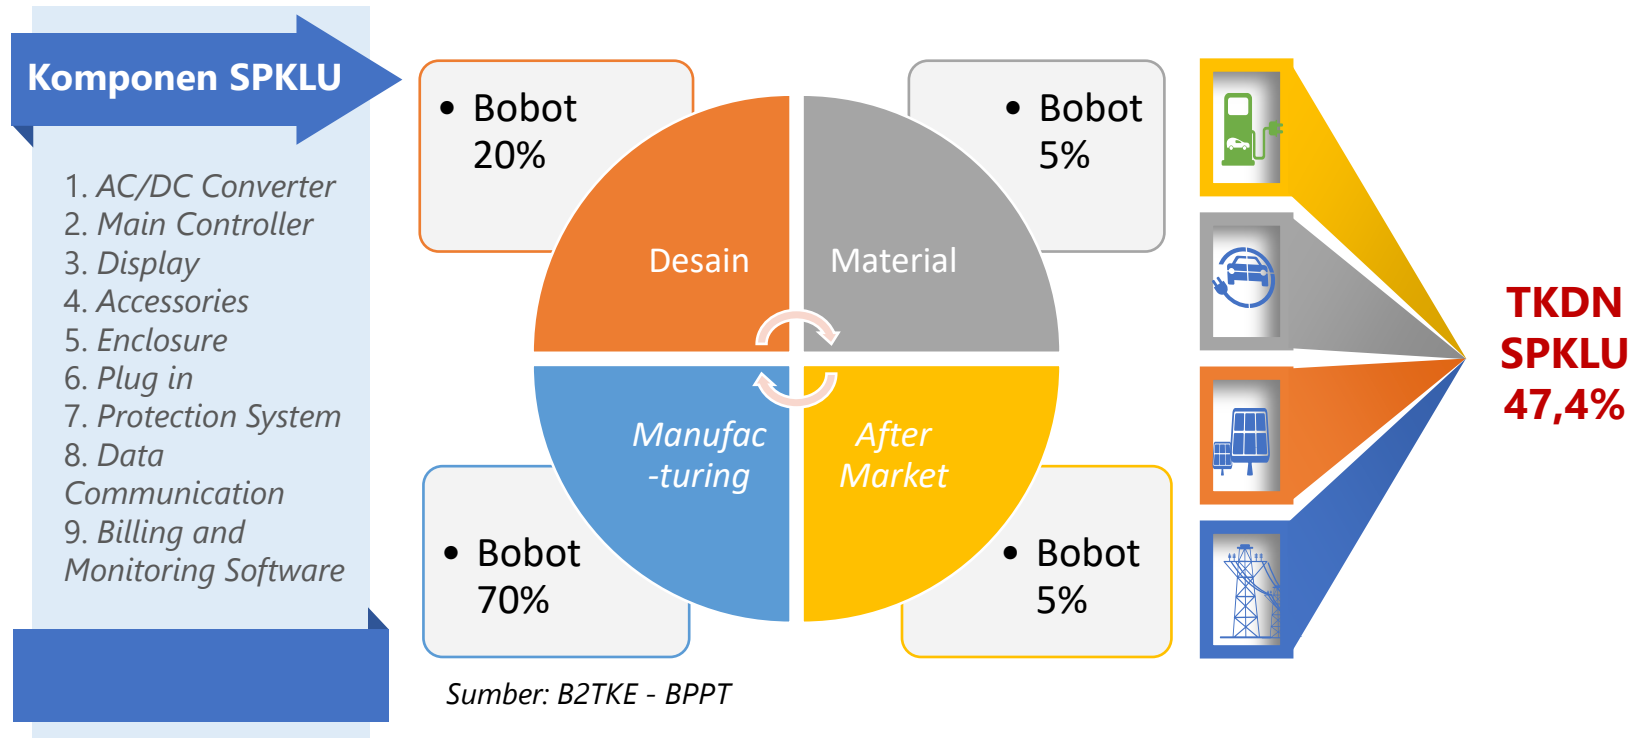 Komponen SPKLU
1. AC/DC Converter
2. Main Controller
3. Display
4. Accessories
5. Enclosure
6. Plug in
7. Protection System
8. Data
Communication
9. Billing and
Monitoring Software
• Bobot
20%
• Bobot
5%
Desain
Material
Manufac
-turing
After
Market
• Bobot
70%
• Bobot
5%
Sumber: B2TKE - BPPT
TKDN
SPKLU
47,4%